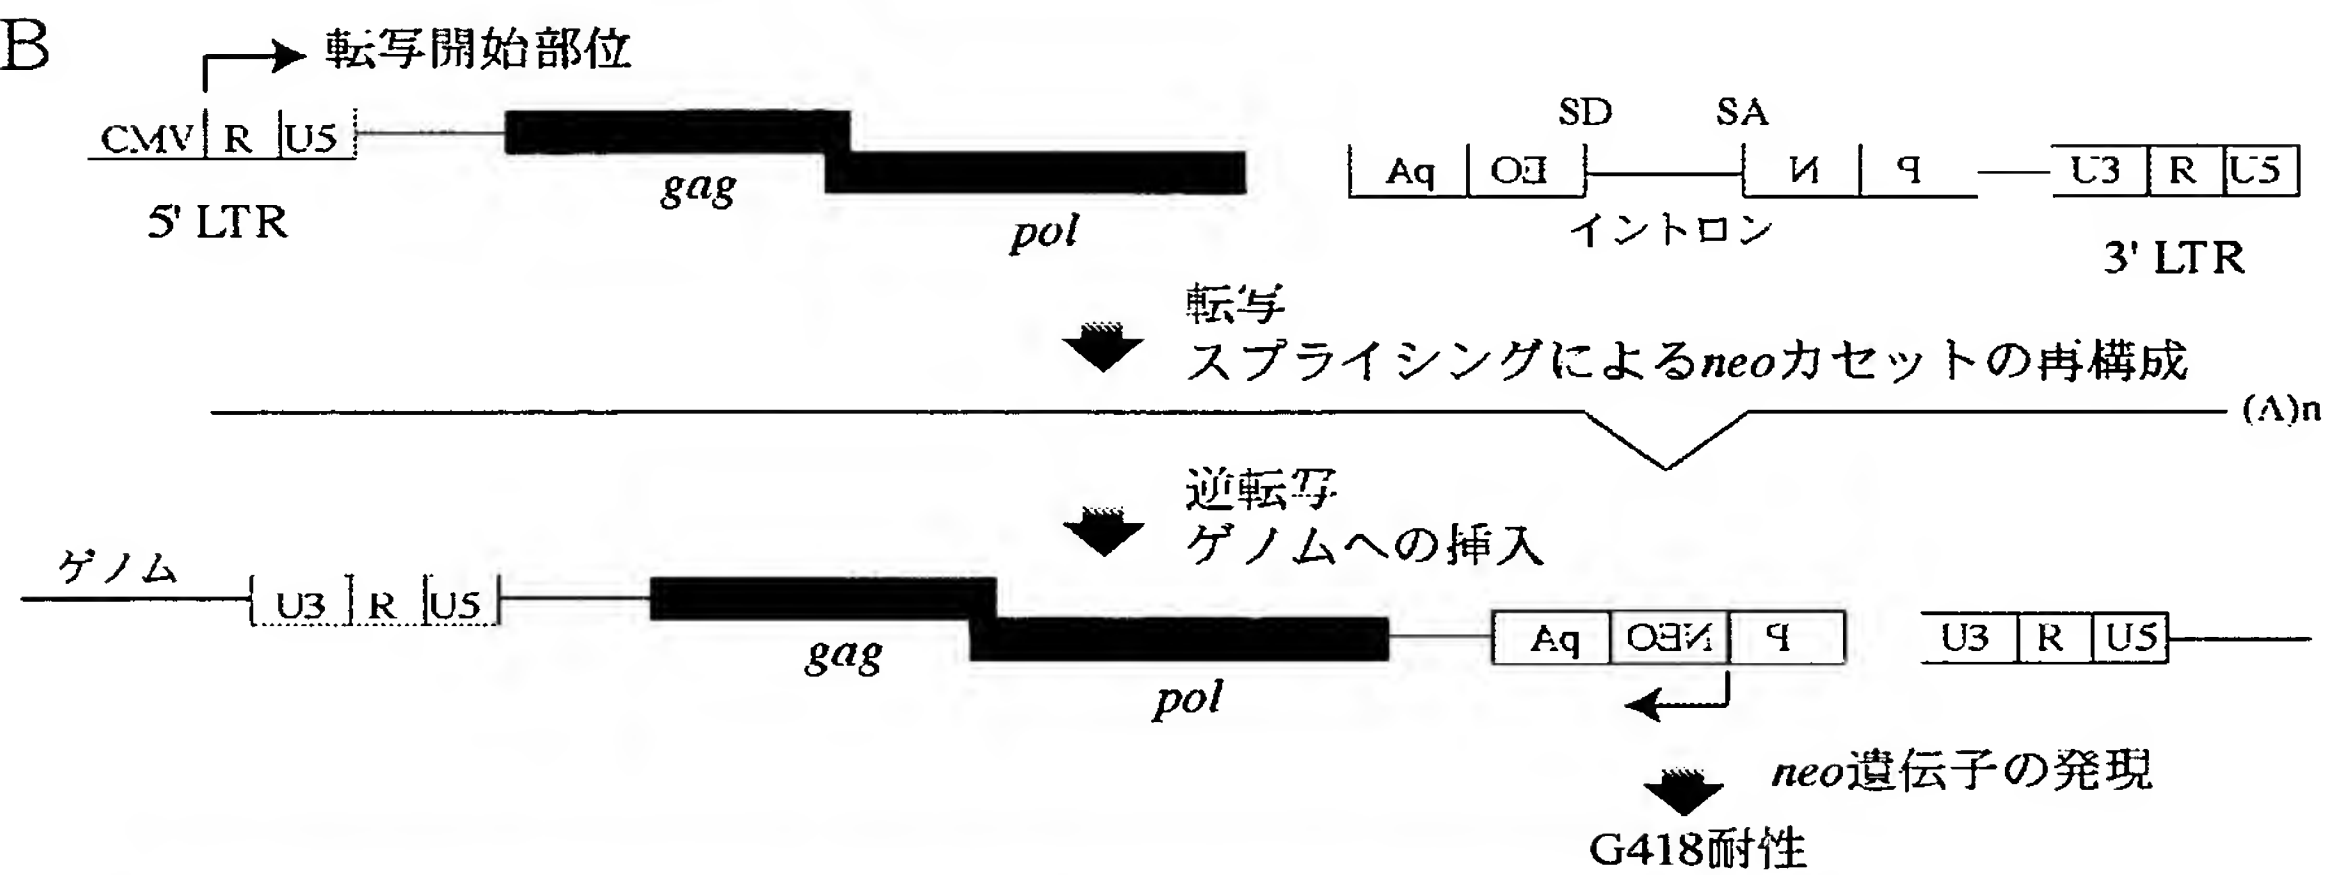 B
転写開始部位
CMV R U5
5' LTR
gag
pol
SD SA
pA EO N P
イントロン
U3 R U5
3' LTR
転写
スプライシングによるneoカセットの再構成
(A)n
逆転写
ゲノムへの挿入
ゲノム
U3 R U5
gag
pol
pA NEO P
U3 R U5
neo遺伝子の発現
G418耐性